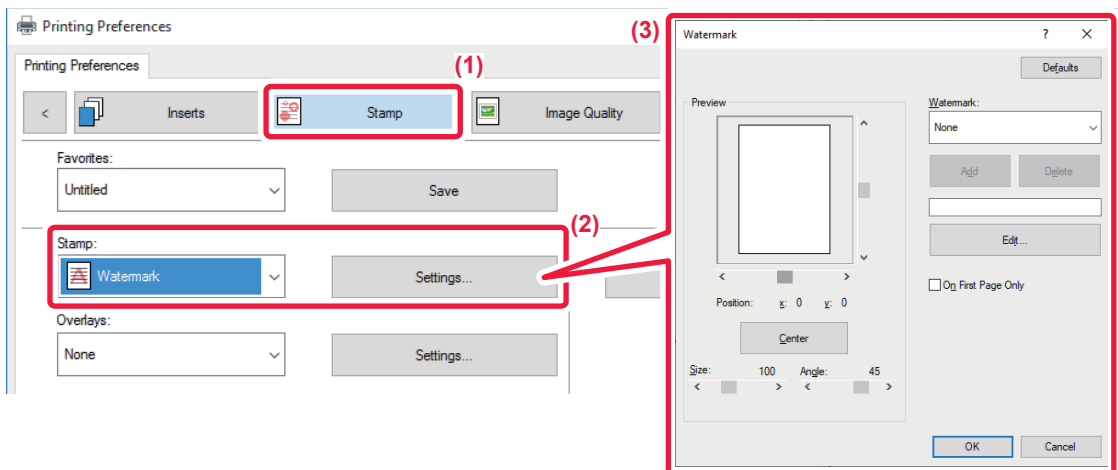 Printing Preferences
Printing Preferences
(1)
< Inserts Stamp Image Quality
Favorites:
Untitled Save
(2)
Stamp:
Watermark Settings...
Overlays:
None Settings...
(3)
Watermark ? ×
Defaults
Preview
Watermark:
None
Add Delete
Edit...
On First Page Only
Position: x: 0 y: 0
Center
Size: 100 Angle: 45
OK Cancel